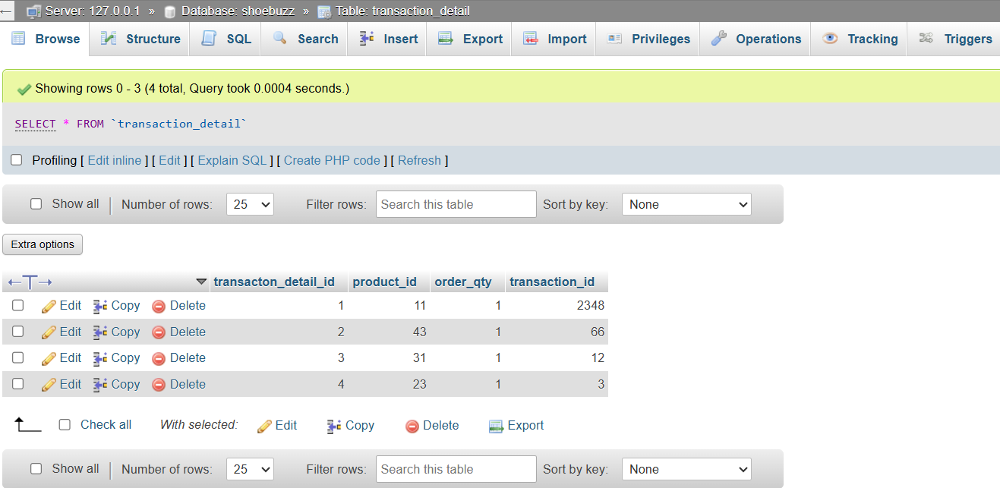 Server: 127.0.0.1 » Database: shoebuzz » Table: transaction_detail
Browse Structure SQL Search Insert Export Import Privileges Operations Tracking Triggers
Showing rows 0 - 3 (4 total, Query took 0.0004 seconds.)
SELECT * FROM `transaction_detail`
Profiling [ Edit inline ] [ Edit ] [ Explain SQL ] [ Create PHP code ] [ Refresh ]
Show all | Number of rows: 25 Filter rows: Search this table Sort by key: None
Extra options
transacton_detail_id product_id order_qty transaction_id
Edit Copy Delete 1 11 1 2348
Edit Copy Delete 2 43 1 66
Edit Copy Delete 3 31 1 12
Edit Copy Delete 4 23 1 3
Check all With selected: Edit Copy Delete Export
Show all | Number of rows: 25 Filter rows: Search this table Sort by key: None